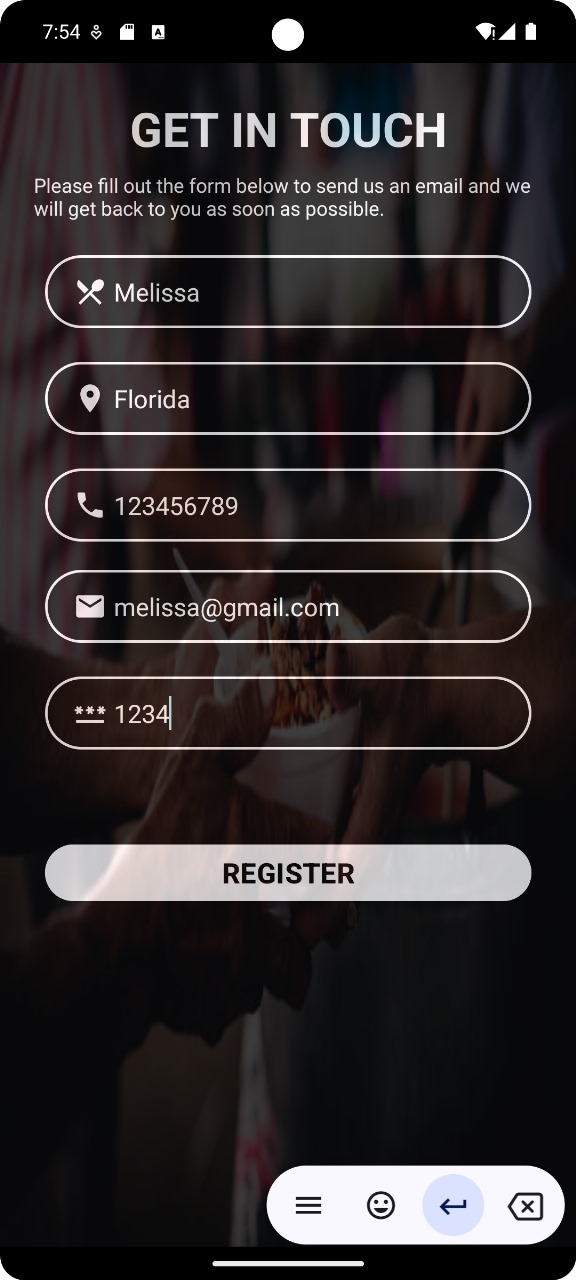 7:54
GET IN TOUCH
Please fill out the form below to send us an email and we
will get back to you as soon as possible.
Melissa
Florida
123456789
melissa@gmail.com
*** 1234
REGISTER